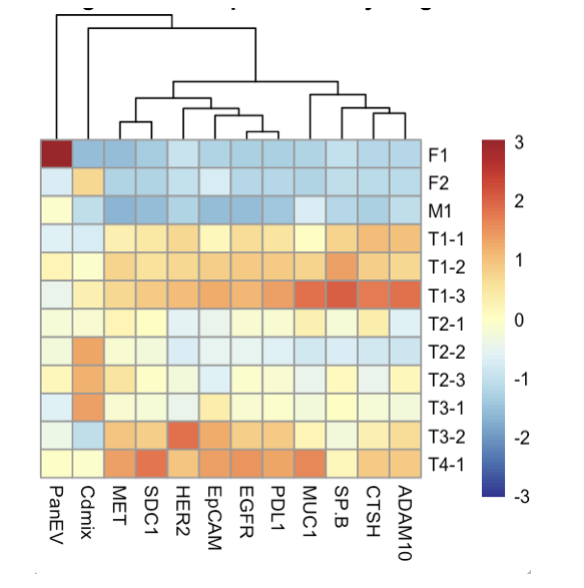 3
F1
F2
2
M1
T1-1
1
T1-2
T1-3
0
T2-1
T2-2
-1
T2-3
T3-1
-2
T3-2
T4-1
-3
PanEV
Cdmix
MET
SDC1
HER2
EpCAM
EGFR
PDL1
MUC1
SP.B
CTSH
ADAM10